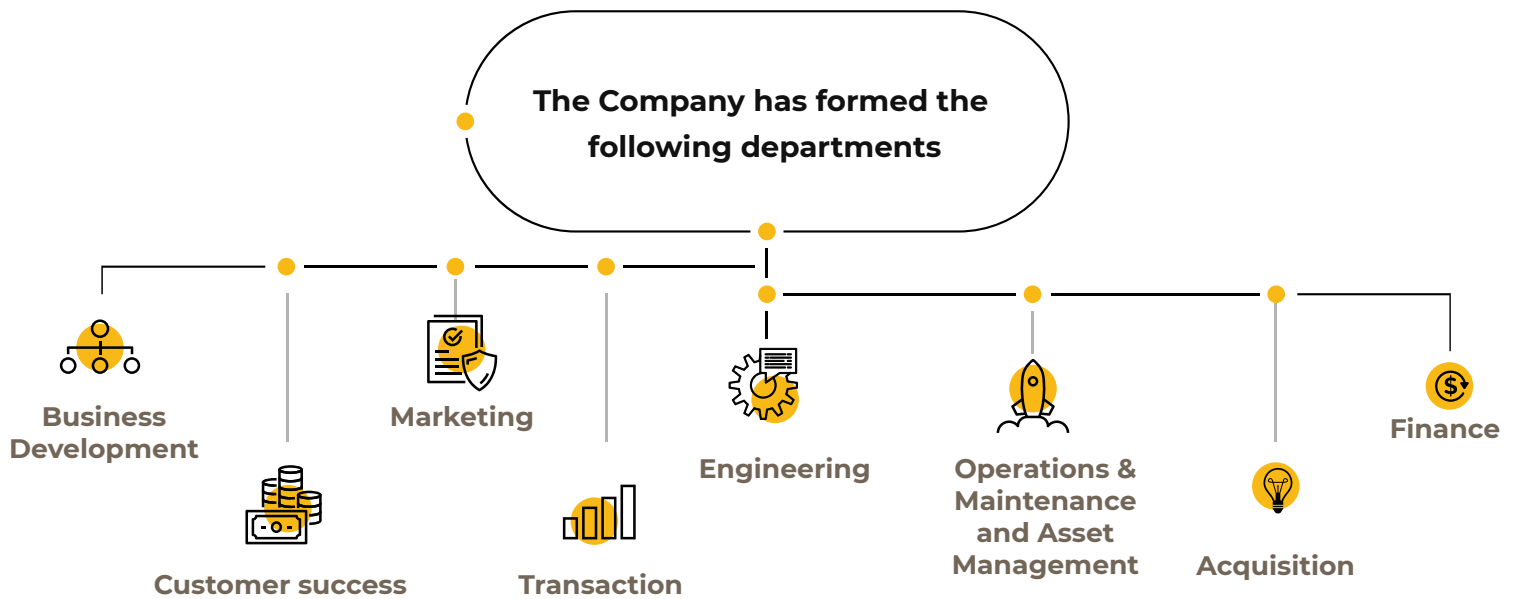 The Company has formed the
following departments
Business
Development
Customer success
Marketing
Transaction
Engineering
Operations &
Maintenance
and Asset
Management
Acquisition
$
Finance